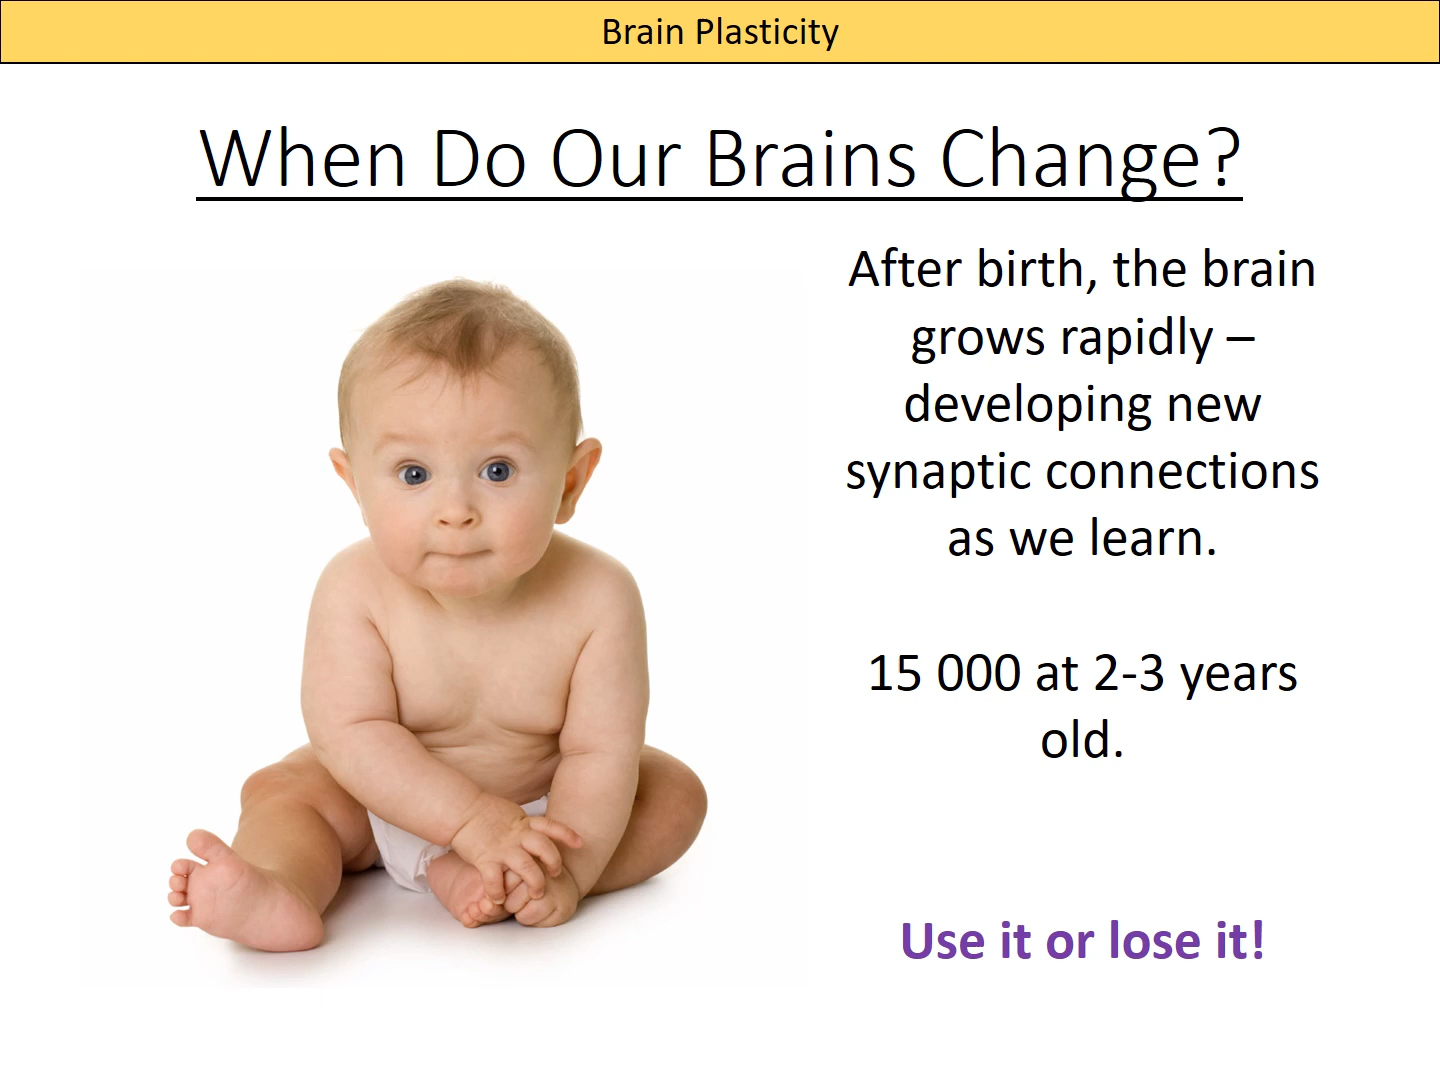 Brain Plasticity
When Do Our Brains Change?
After birth, the brain
grows rapidly –
developing new
synaptic connections
as we learn.
15 000 at 2-3 years
old.
Use it or lose it!